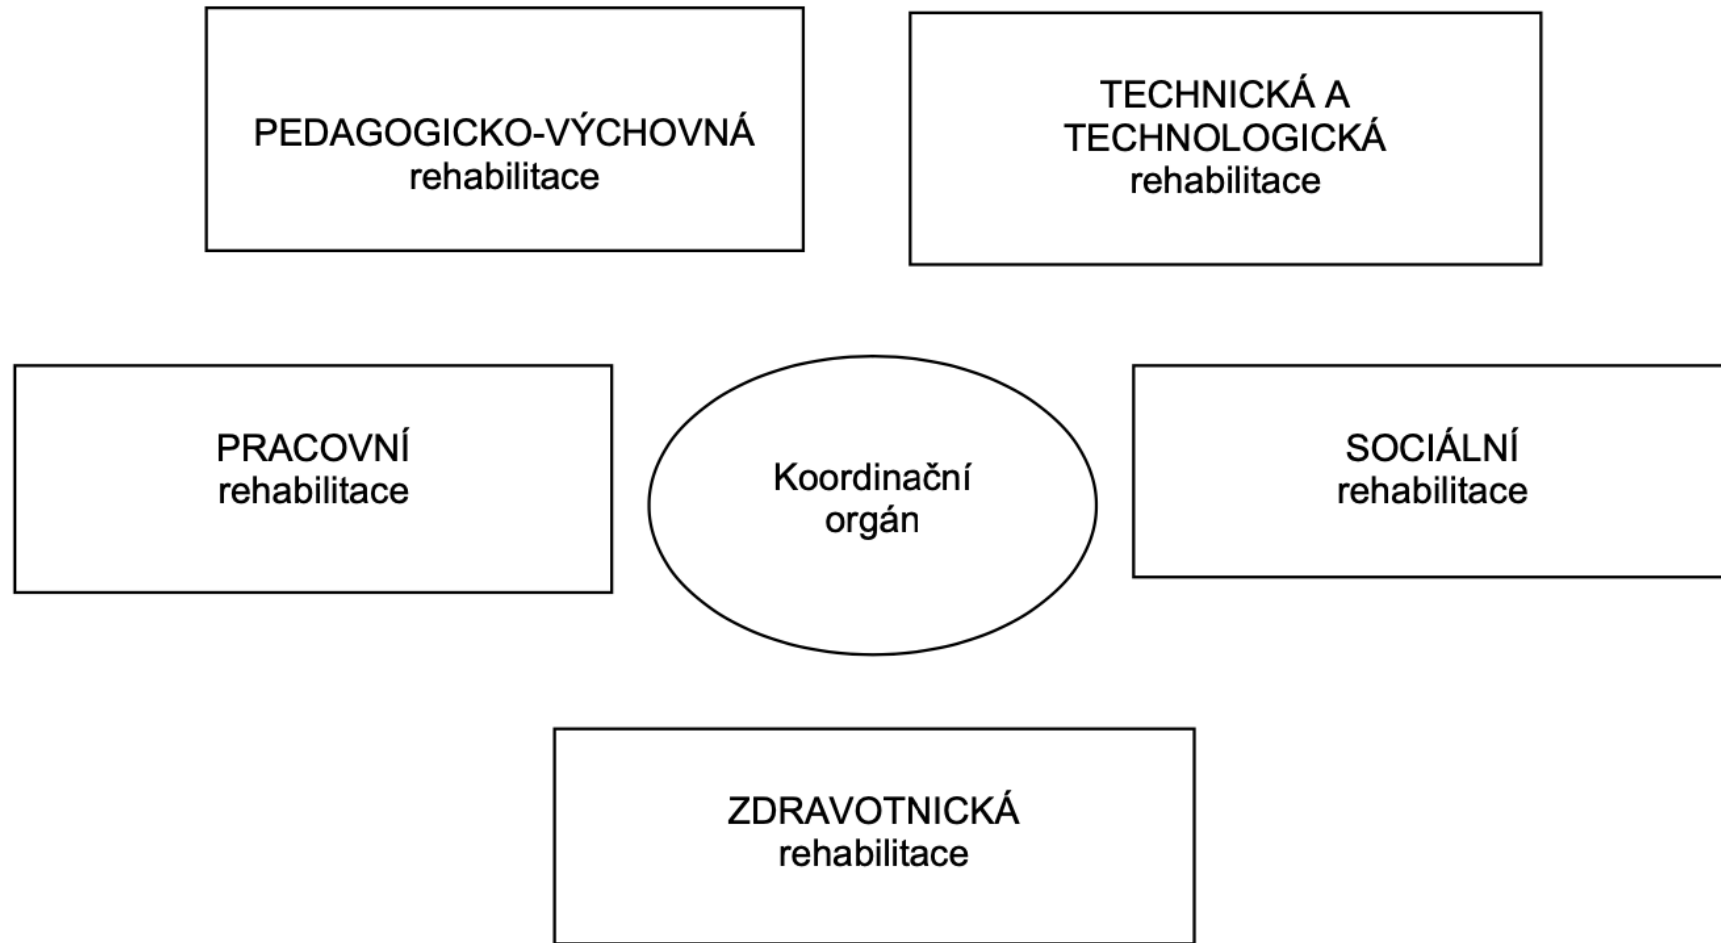 PEDAGOGICKO-VÝCHOVNÁ
rehabilitace
TECHNICKÁ A
TECHNOLOGICKÁ
rehabilitace
PRACOVNÍ
rehabilitace
Koordinační
orgán
SOCIÁLNÍ
rehabilitace
ZDRAVOTNICKÁ
rehabilitace